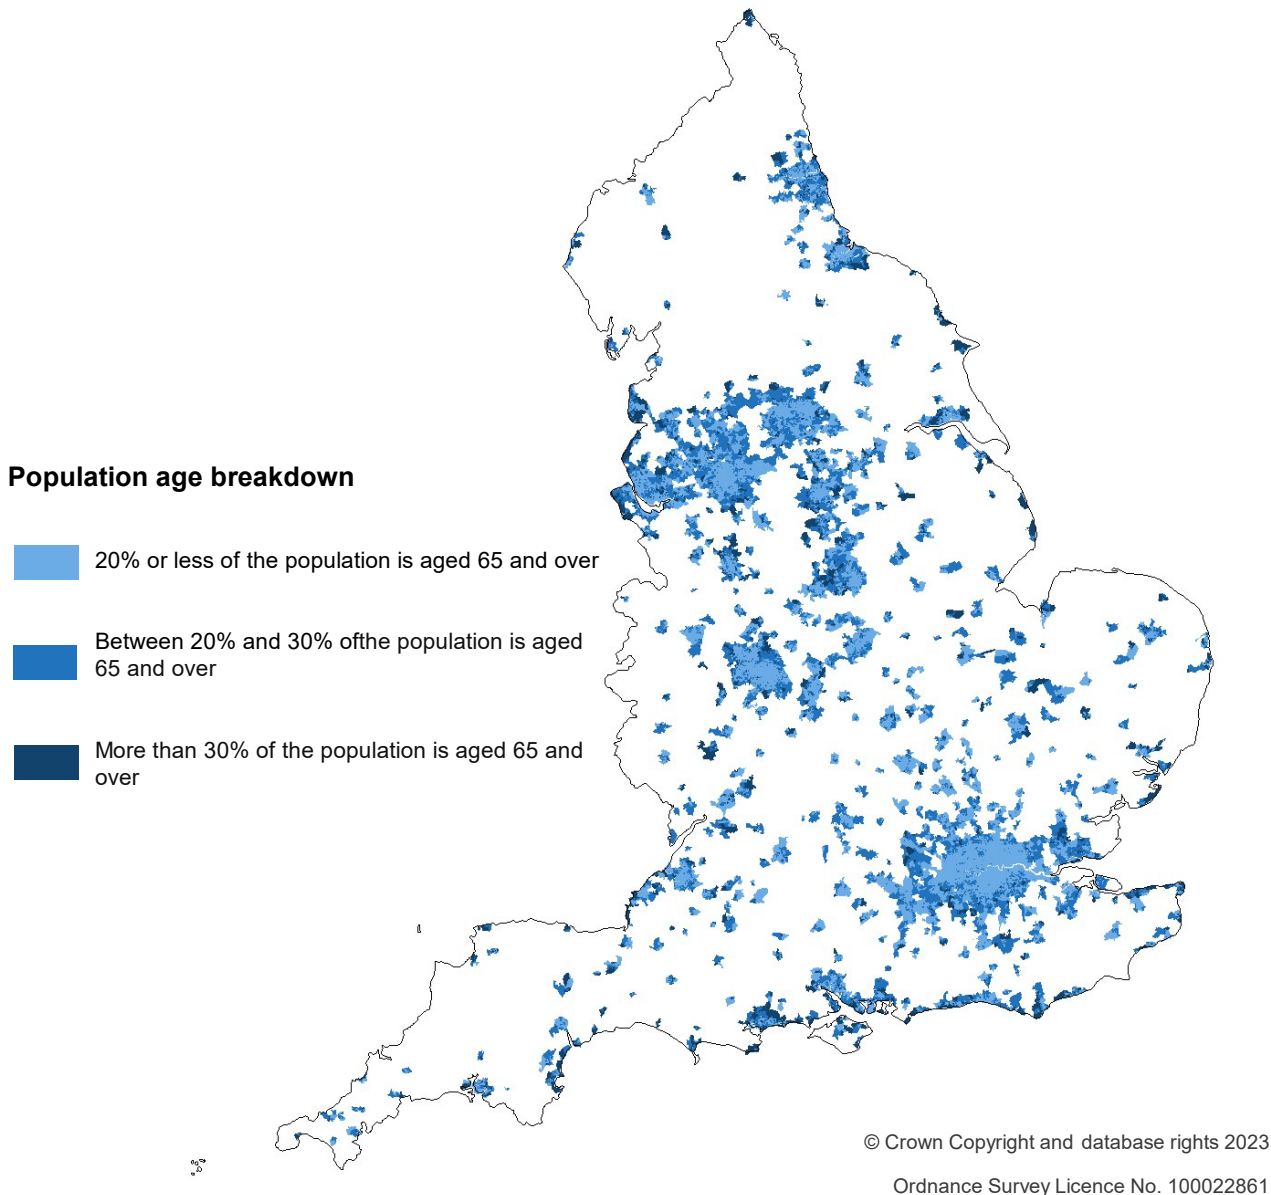 Population age breakdown
20% or less of the population is aged 65 and over
Between 20% and 30% ofthe population is aged
65 and over
More than 30% of the population is aged 65 and
over
© Crown Copyright and database rights 2023
Ordnance Survey Licence No. 100022861